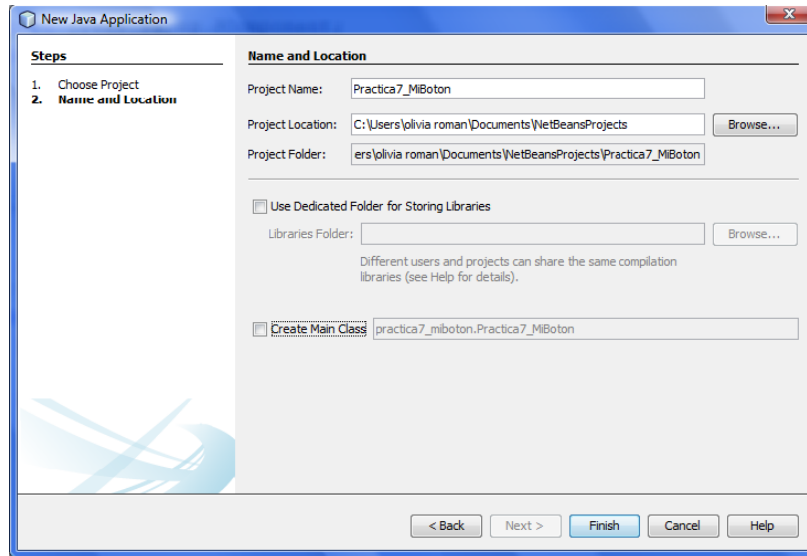 New Java Application
Steps
1. Choose Project
2. Name and Location
Name and Location
Project Name: Practica7_MiBoton
Project Location: C:\Users\olivia roman\Documents\NetBeansProjects Browse...
Project Folder: ers\olivia roman\Documents\NetBeansProjects\Practica7_MiBoton
Use Dedicated Folder for Storing Libraries
Libraries Folder: Browse...
Different users and projects can share the same compilation
libraries (see Help for details).
Create Main Class practica7_miboton.Practica7_MiBoton
< Back Next > Finish Cancel Help